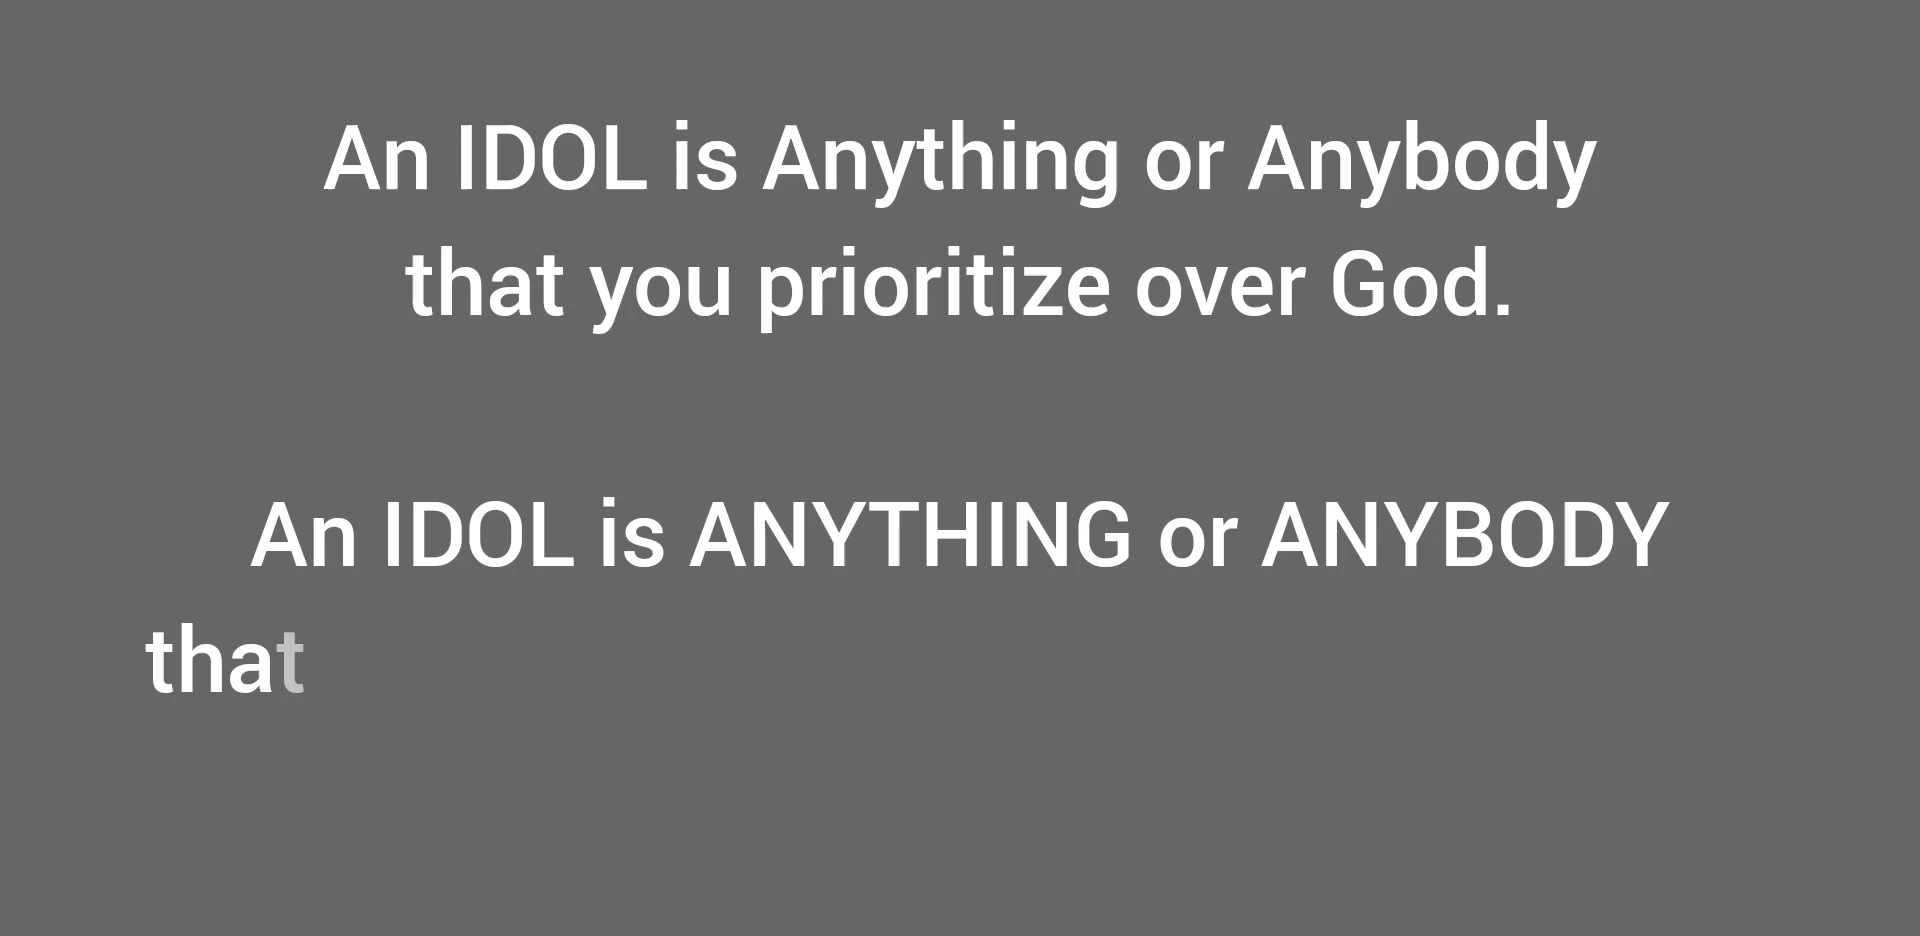 An IDOL is Anything or Anybody
that you prioritize over God.
An IDOL is ANYTHING or ANYBODY
that